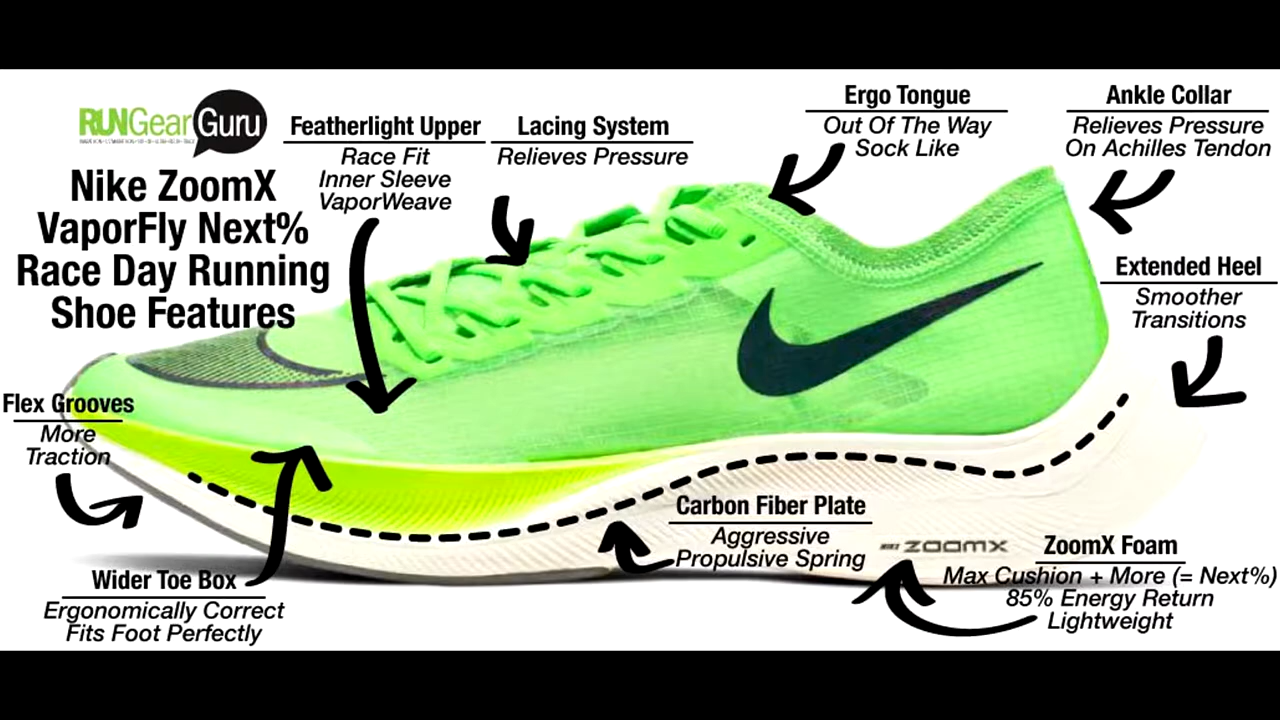 RUNGearGuru
Nike ZoomX
VaporFly Next%
Race Day Running
Shoe Features
Featherlight Upper
Race Fit
Inner Sleeve
VaporWeave
Lacing System
Relieves Pressure
Ergo Tongue
Out Of The Way
Sock Like
Ankle Collar
Relieves Pressure
On Achilles Tendon
Extended Heel
Smoother
Transitions
Flex Grooves
More
Traction
Wider Toe Box
Ergonomically Correct
Fits Foot Perfectly
Carbon Fiber Plate
Aggressive
Propulsive Spring
zoomx
ZoomX Foam
Max Cushion + More (= Next%)
85% Energy Return
Lightweight